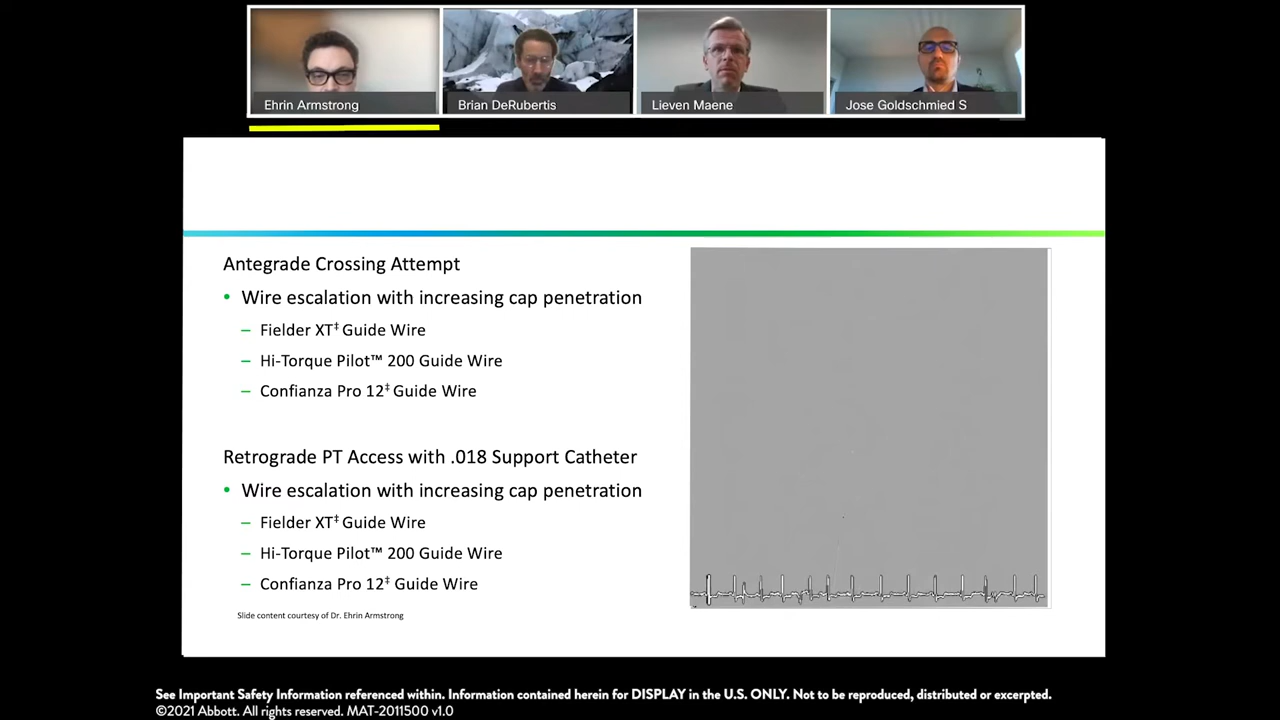 Ehrin Armstrong
Brian DeRubertis
Lieven Maene
Jose Goldschmied S
Antegrade Crossing Attempt
• Wire escalation with increasing cap penetration
– Fielder XT‡ Guide Wire
– Hi-Torque Pilot™ 200 Guide Wire
– Confianza Pro 12‡ Guide Wire
Retrograde PT Access with .018 Support Catheter
• Wire escalation with increasing cap penetration
– Fielder XT‡ Guide Wire
– Hi-Torque Pilot™ 200 Guide Wire
– Confianza Pro 12‡ Guide Wire
Slide content courtesy of Dr. Ehrin Armstrong
See Important Safety Information referenced within. Information contained herein for DISPLAY in the U.S. ONLY. Not to be reproduced, distributed or excerpted.
©2021 Abbott. All rights reserved. MAT-2011500 v1.0